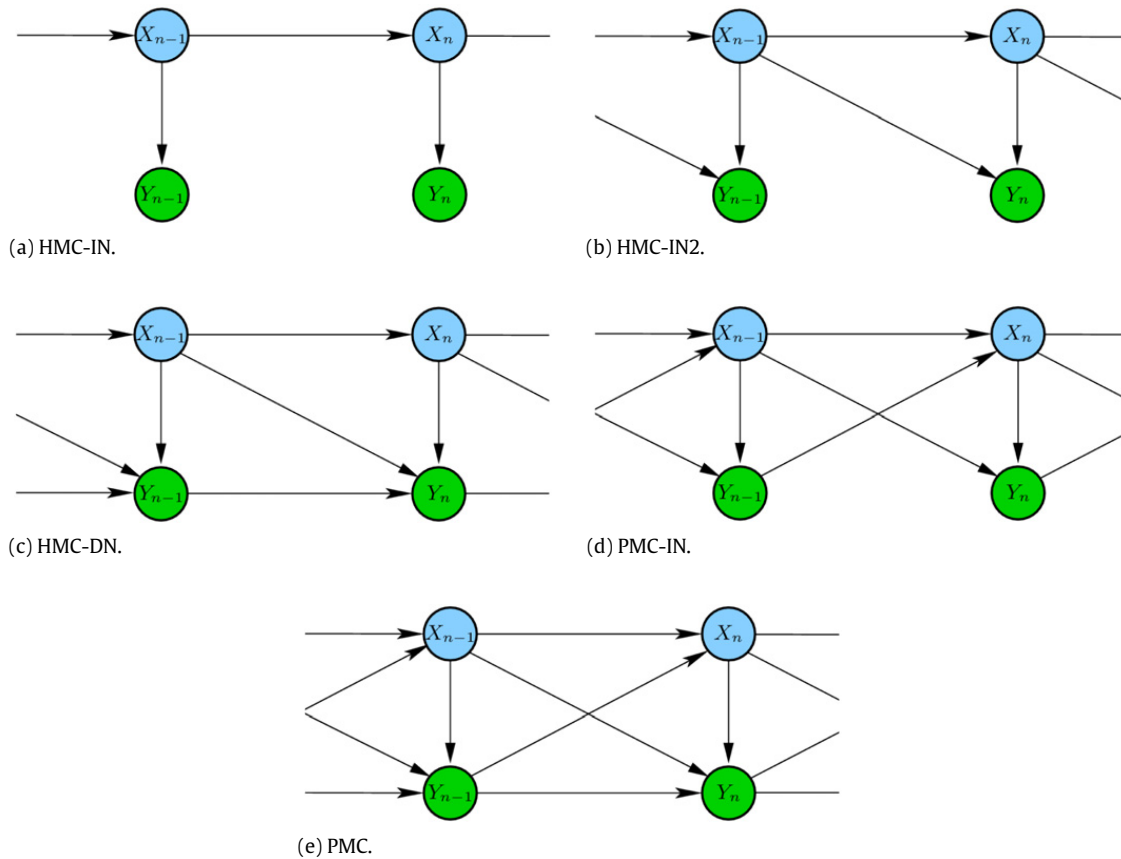 X_{n-1} X_n X_{n-1} X_n
Y_{n-1} Y_n Y_{n-1} Y_n
(a) HMC-IN. (b) HMC-IN2.
X_{n-1} X_n X_{n-1} X_n
Y_{n-1} Y_n Y_{n-1} Y_n
(c) HMC-DN. (d) PMC-IN.
X_{n-1} X_n
Y_{n-1} Y_n
(e) PMC.